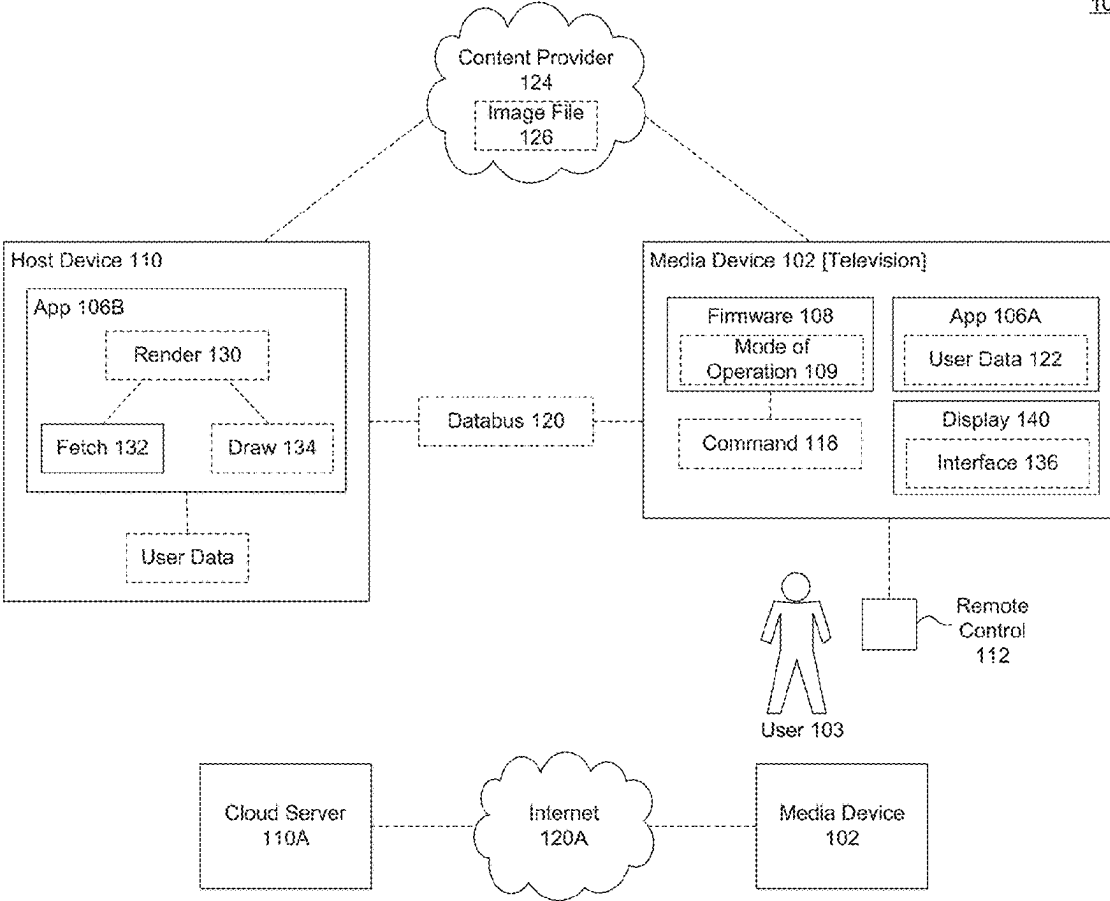 Content Provider
124
Image File
126
Host Device 110
App 106B
Render 130
Fetch 132
Draw 134
User Data
Databus 120
Media Device 102 [Television]
Firmware 108
Mode of
Operation 109
Command 118
App 106A
User Data 122
Display 140
Interface 136
Remote
Control
112
User 103
Cloud Server
110A
Internet
120A
Media Device
102